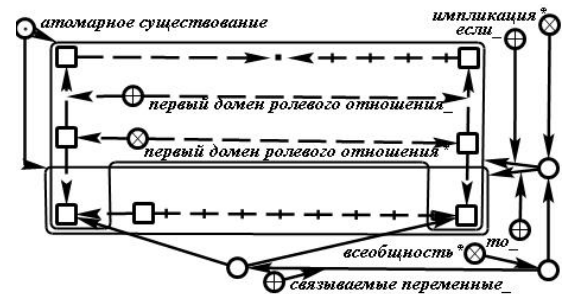 атомарное существование
импликация*
если_
первый домен ролевого отношения_
первый домен ролевого отношения*
всеобщность*
то_
связываемые переменные_